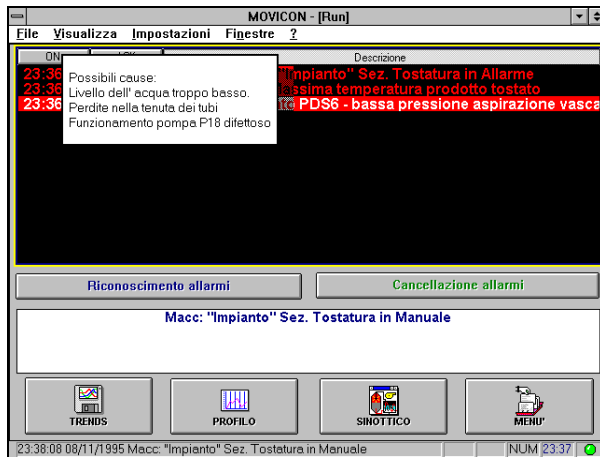 MOVICON - [Run]
File Visualizza Impostazioni Finestre ?
ON Descrizione
23:36 Impianto" Sez. Tostatura in Allarme
23:36 ssima temperatura prodotto tostato
23:36 PDS6 - bassa pressione aspirazione vasca
Possibili cause:
Livello dell' acqua troppo basso.
Perdite nella tenuta dei tubi
Funzionamento pompa P18 difettoso
Riconoscimento allarmi Cancellazione allarmi
Macc: "Impianto" Sez. Tostatura in Manuale
TRENDS PROFILO SINOTTICO MENU'
23:38:08 08/11/1995 Macc: "Impianto" Sez. Tostatura in Manuale NUM 23:37